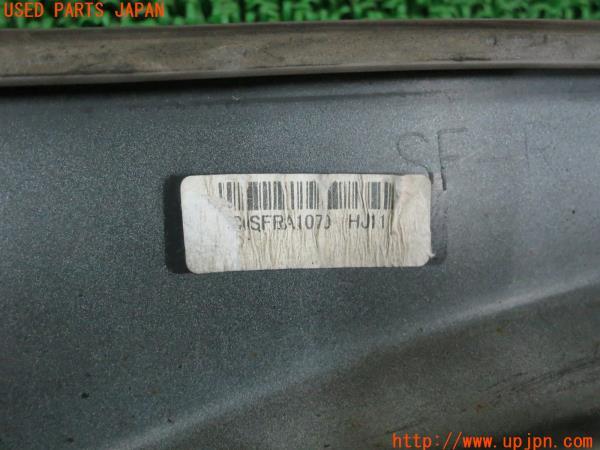 USED PARTS JAPAN
SF-R
SFBA1070 HJ11
http://www.upjpn.com/